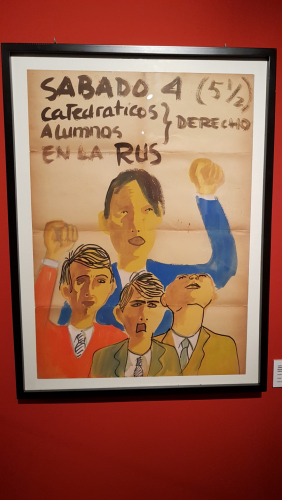 SABADO 4 (5½)
Catedraticos
Alumnos
} DERECHO
EN LA RUS